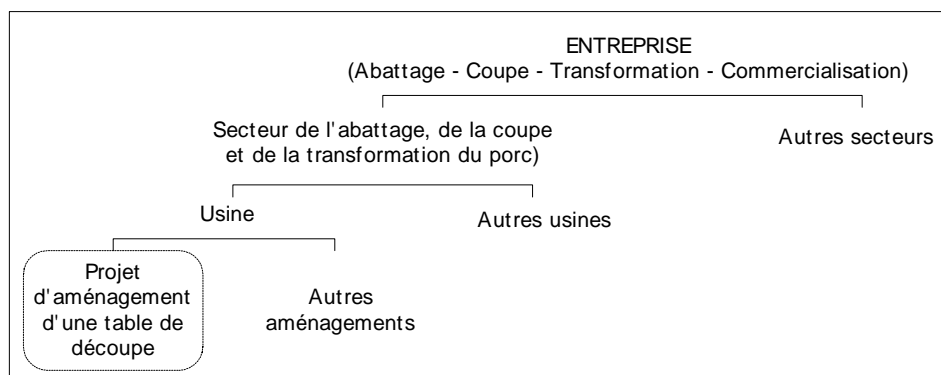 ENTREPRISE
(Abattage - Coupe - Transformation - Commercialisation)
Secteur de l'abattage, de la coupe
et de la transformation du porc)
Autres secteurs
Usine
Autres usines
Projet
d'aménagement
d'une table de
découpe
Autres
aménagements